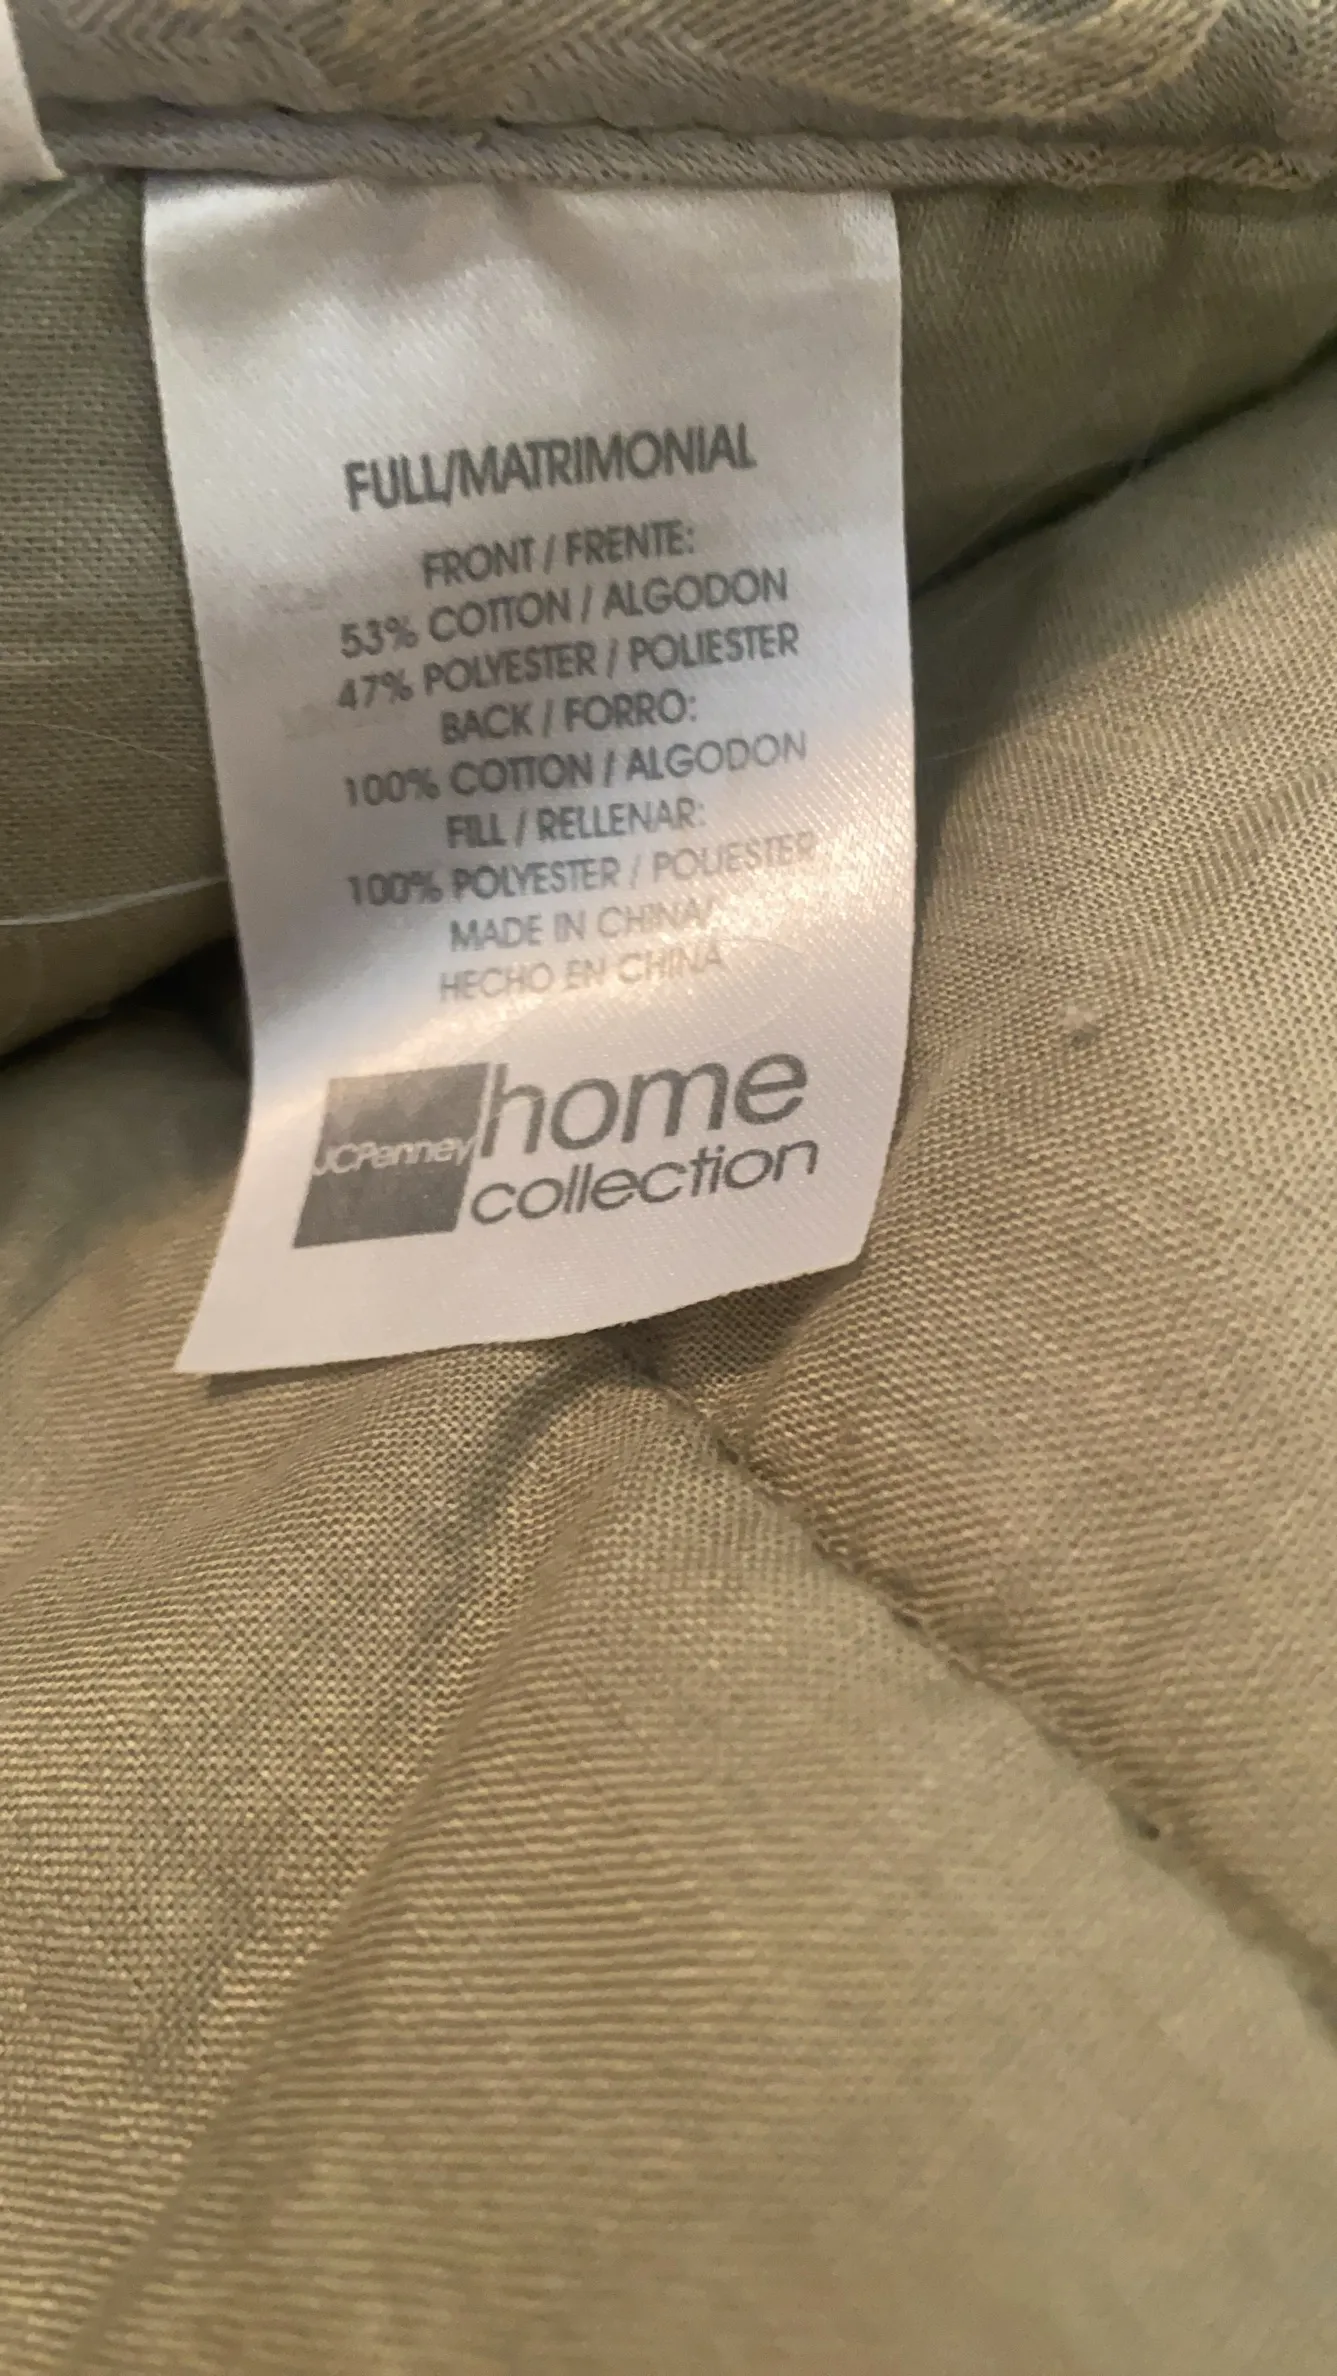 FULL/MATRIMONIAL
FRONT / FRENTE:
53% COTTON / ALGODON
47% POLYESTER / POLIESTER
BACK / FORRO:
100% COTTON / ALGODON
FILL / RELLENAR:
100% POLYESTER / POLIESTER
MADE IN CHINA/
HECHO EN CHINA
JCPenney home
collection